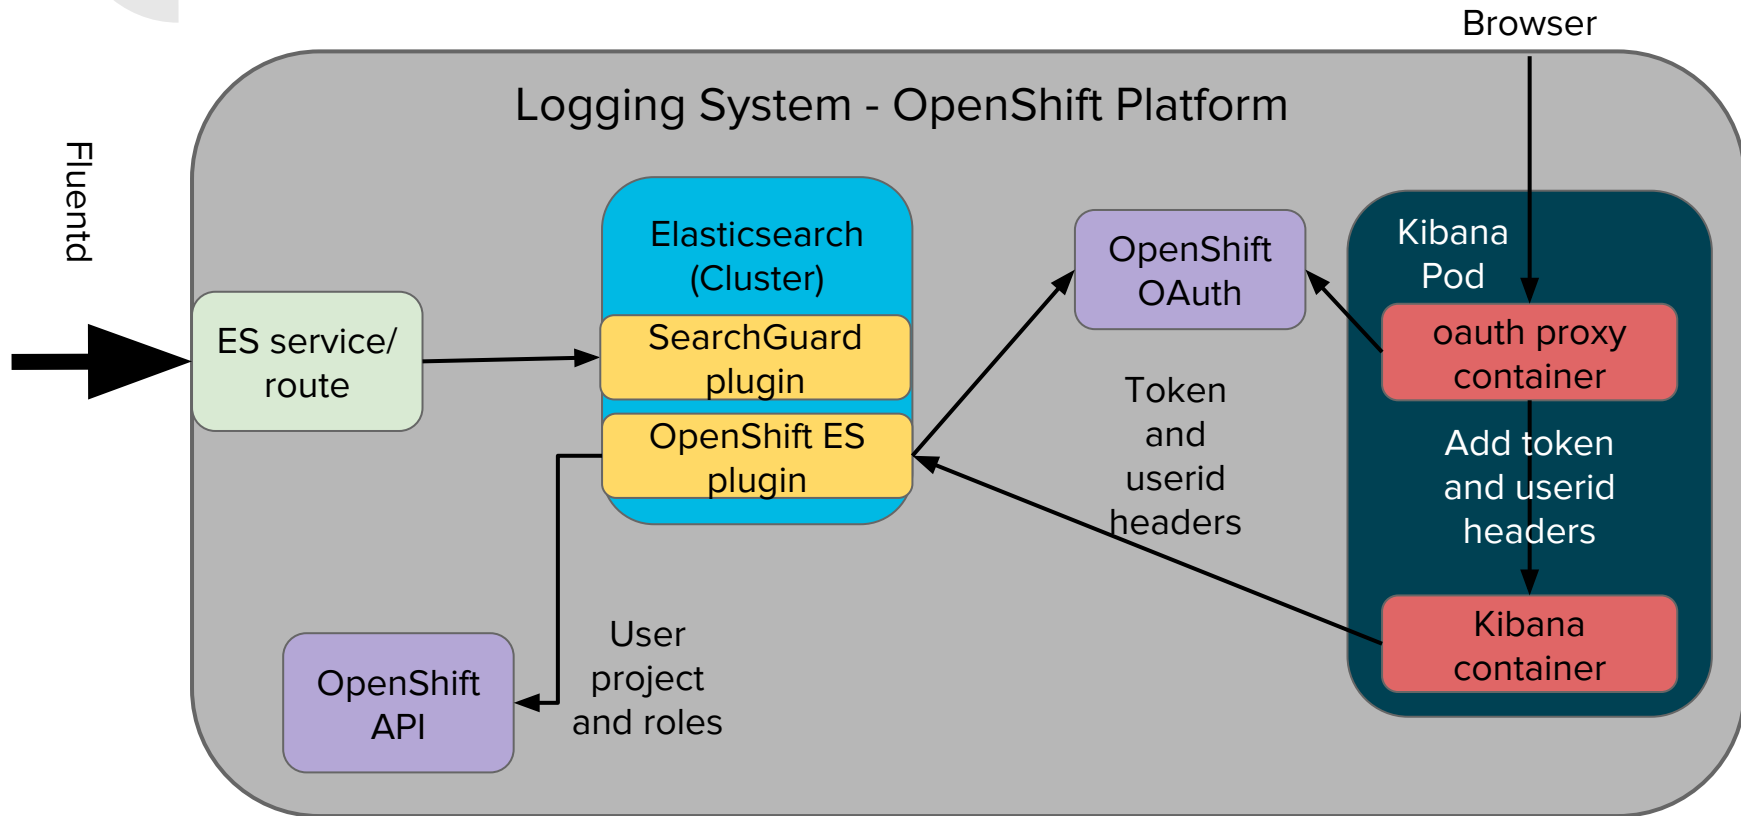 Browser
Logging System - OpenShift Platform
Fluentd
ES service/
route
Elasticsearch
(Cluster)
SearchGuard
plugin
OpenShift ES
plugin
OpenShift
OAuth
Kibana
Pod
oauth proxy
container
Token
and
userid
headers
Add token
and userid
headers
Kibana
container
OpenShift
API
User
project
and roles